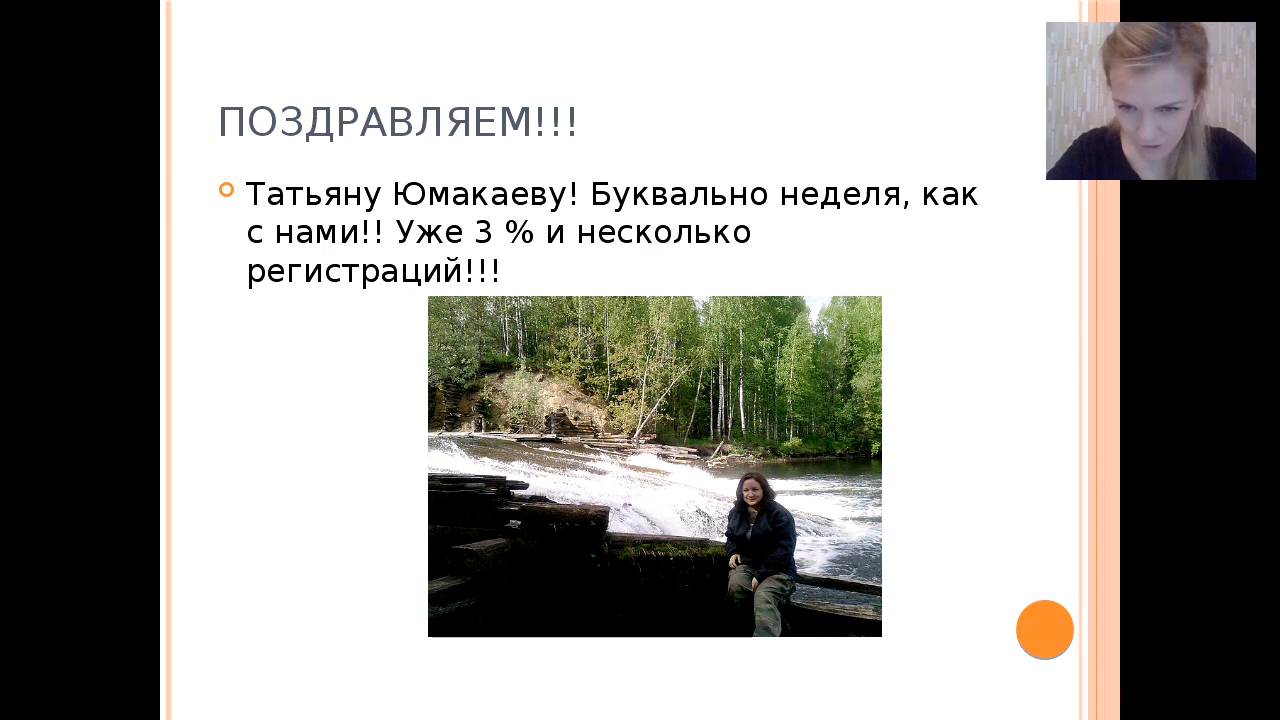 ПОЗДРАВЛЯЕМ!!!
Татьяну Юмакаеву! Буквально неделя, как
с нами!! Уже 3 % и несколько
регистраций!!!